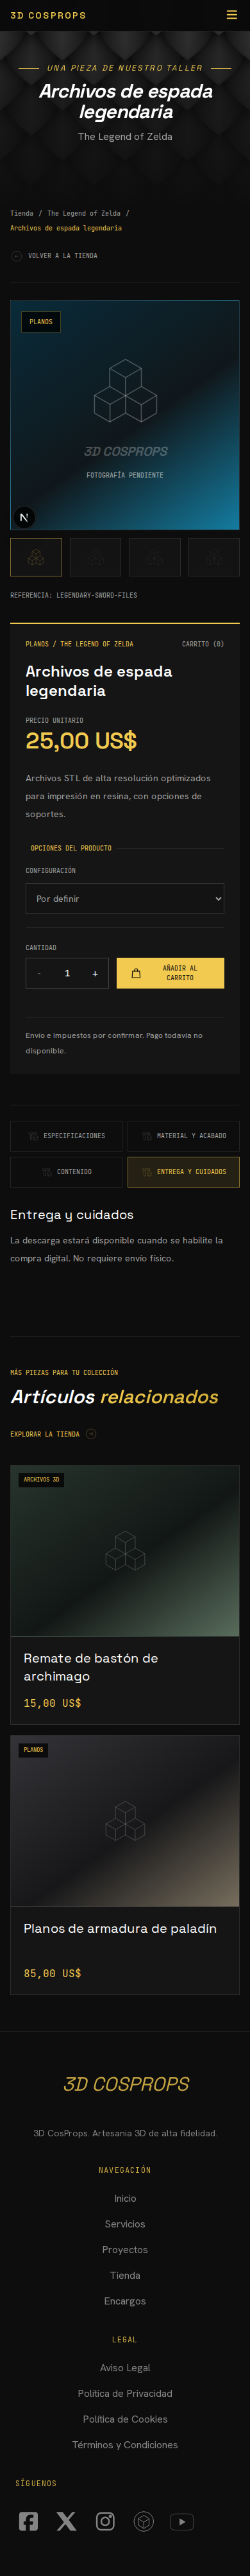 3D COSPROPS
UNA PIEZA DE NUESTRO TALLER
Archivos de espada
legendaria
The Legend of Zelda
Tienda / The Legend of Zelda /
Archivos de espada legendaria
VOLVER A LA TIENDA
PLANOS
3D COSPROPS
FOTOGRAFÍA PENDIENTE
N
REFERENCIA: LEGENDARY-SWORD-FILES
PLANOS / THE LEGEND OF ZELDA
CARRITO (0)
Archivos de espada
legendaria
PRECIO UNITARIO
25,00 US$
Archivos STL de alta resolución optimizados
para impresión en resina, con opciones de
soportes.
OPCIONES DEL PRODUCTO
CONFIGURACIÓN
Por definir
CANTIDAD
- 1 +
AÑADIR AL
CARRITO
Envío e impuestos por confirmar. Pago todavía no
disponible.
ESPECIFICACIONES
MATERIAL Y ACABADO
CONTENIDO
ENTREGA Y CUIDADOS
Entrega y cuidados
La descarga estará disponible cuando se habilite la
compra digital. No requiere envío físico.
MÁS PIEZAS PARA TU COLECCIÓN
Artículos relacionados
EXPLORAR LA TIENDA
ARCHIVOS 3D
Remate de bastón de
archimago
15,00 US$
PLANOS
Planos de armadura de paladín
85,00 US$
3D COSPROPS
3D CosProps. Artesania 3D de alta fidelidad.
NAVEGACIÓN
Inicio
Servicios
Proyectos
Tienda
Encargos
LEGAL
Aviso Legal
Política de Privacidad
Política de Cookies
Términos y Condiciones
SÍGUENOS